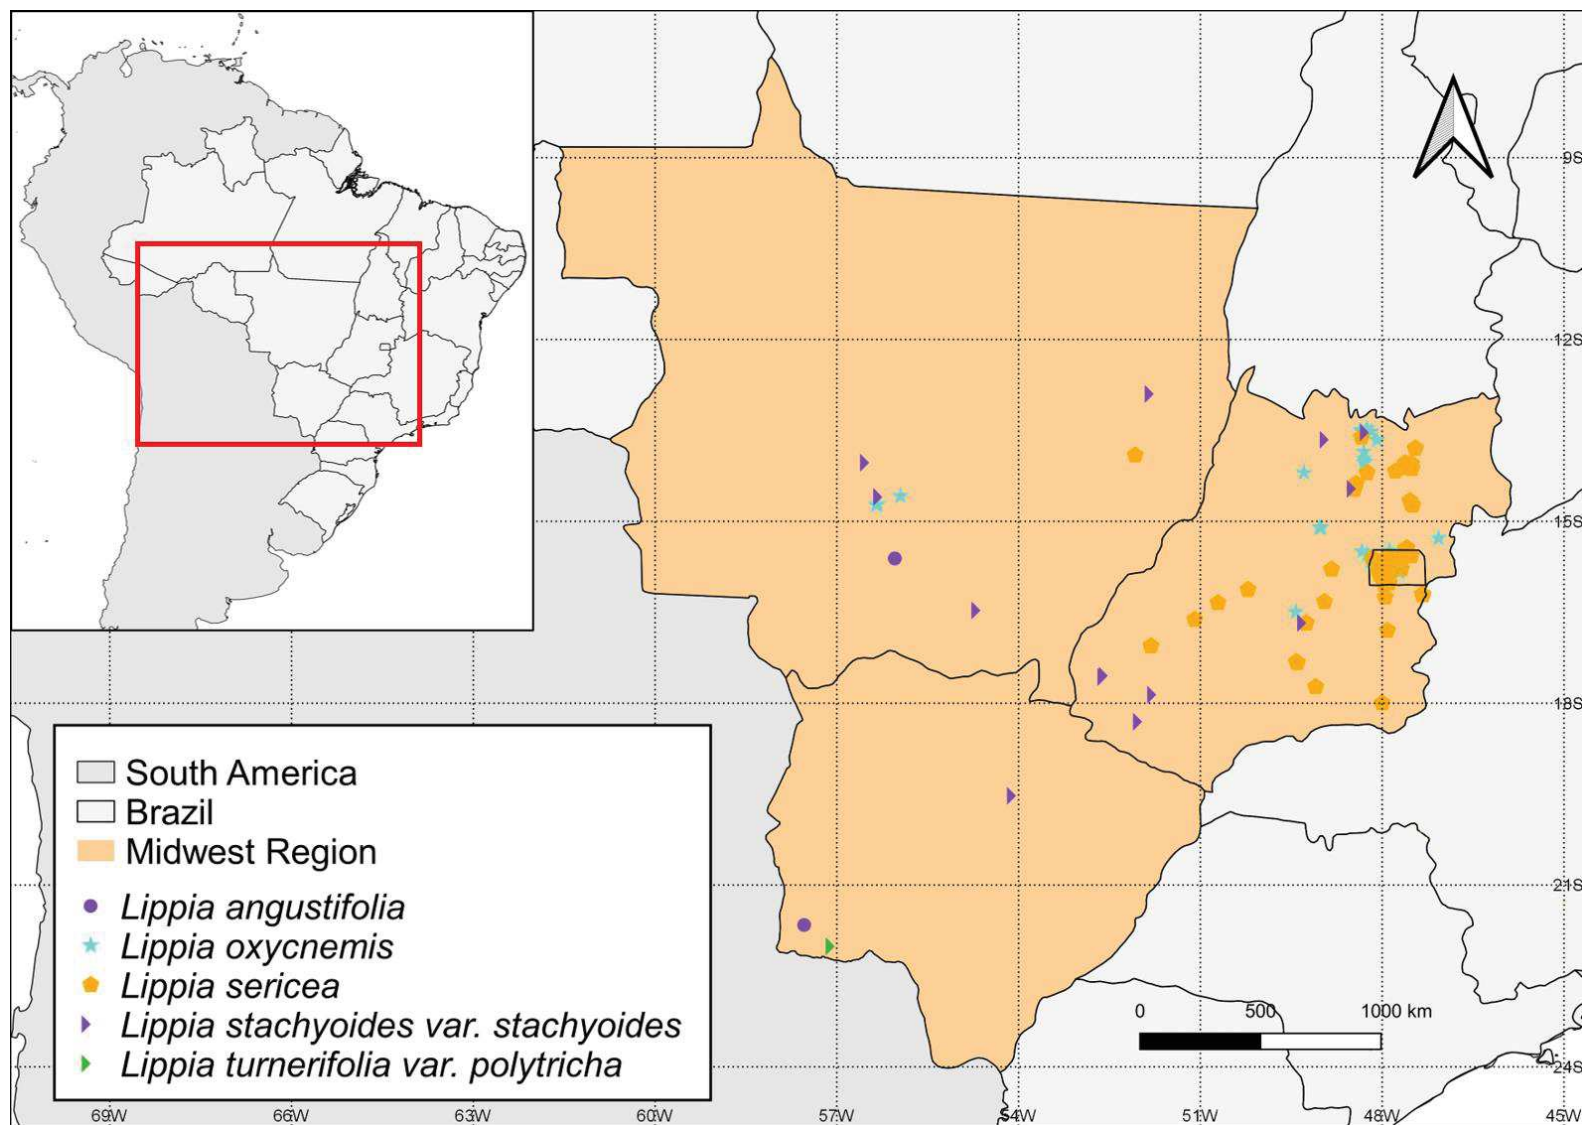 9S
12S
15S
18S
21S
24S
South America
Brazil
Midwest Region
Lippia angustifolia
Lippia oxycnemis
Lippia sericea
Lippia stachyoides var. stachyoides
Lippia turnerifolia var. polytricha
0 500 1000 km
69W 66W 63W 60W 57W 54W 51W 48W 45W